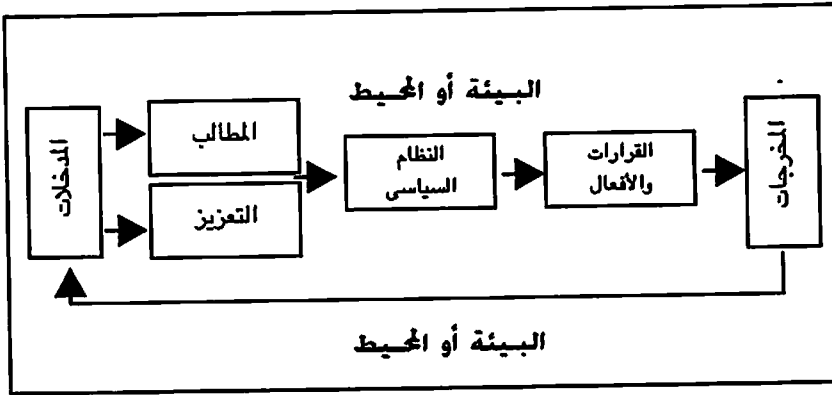 البيئة أو المحيط
المدخلات
المطالب
التعزيز
النظام
السياسى
القرارات
والأفعال
المخرجات
البيئة أو المحيط